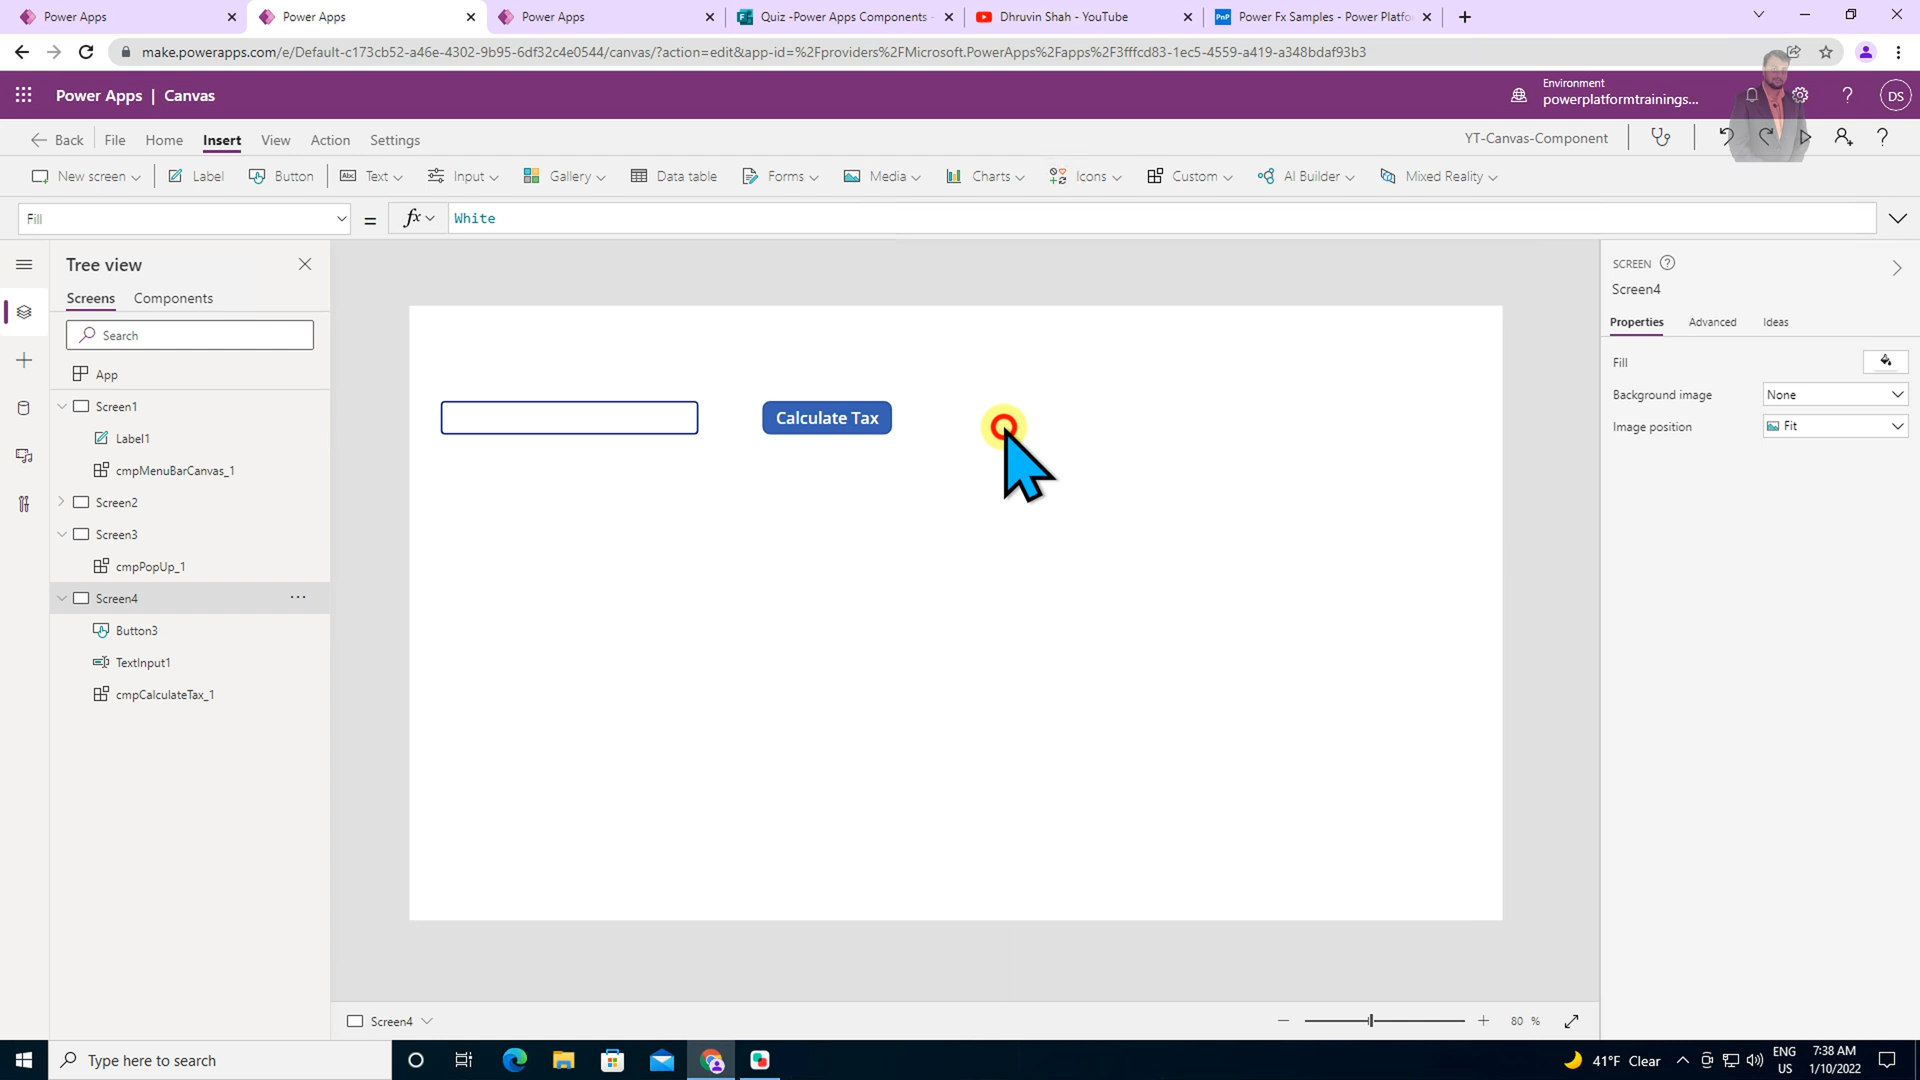 Power Apps
Power Apps
Power Apps
Quiz -Power Apps Components -
Dhruvin Shah - YouTube
Power Fx Samples - Power Platfo
make.powerapps.com/e/Default-c173cb52-a46e-4302-9b95-6df32c4e0544/canvas/?action=edit&app-id=%2Fproviders%2FMicrosoft.PowerApps%2Fapps%2F3fffcd83-1ec5-4559-a419-a348bdaf93b3
Power Apps | Canvas
Environment
powerplatformtrainings...
DS
Back
File
Home
Insert
View
Action
Settings
YT-Canvas-Component
New screen
Label
Button
Abc
Text
Input
Gallery
Data table
Forms
Media
Charts
Icons
Custom
AI Builder
Mixed Reality
Fill
=
fx
White
Tree view
Screens
Components
Search
App
Screen1
Label1
cmpMenuBarCanvas_1
Screen2
Screen3
cmpPopUp_1
Screen4
...
Button3
TextInput1
cmpCalculateTax_1
Calculate Tax
SCREEN
Screen4
Properties
Advanced
Ideas
Fill
Background image
None
Image position
Fit
Screen4
80 %
Type here to search
41°F Clear
ENG
US
7:38 AM
1/10/2022